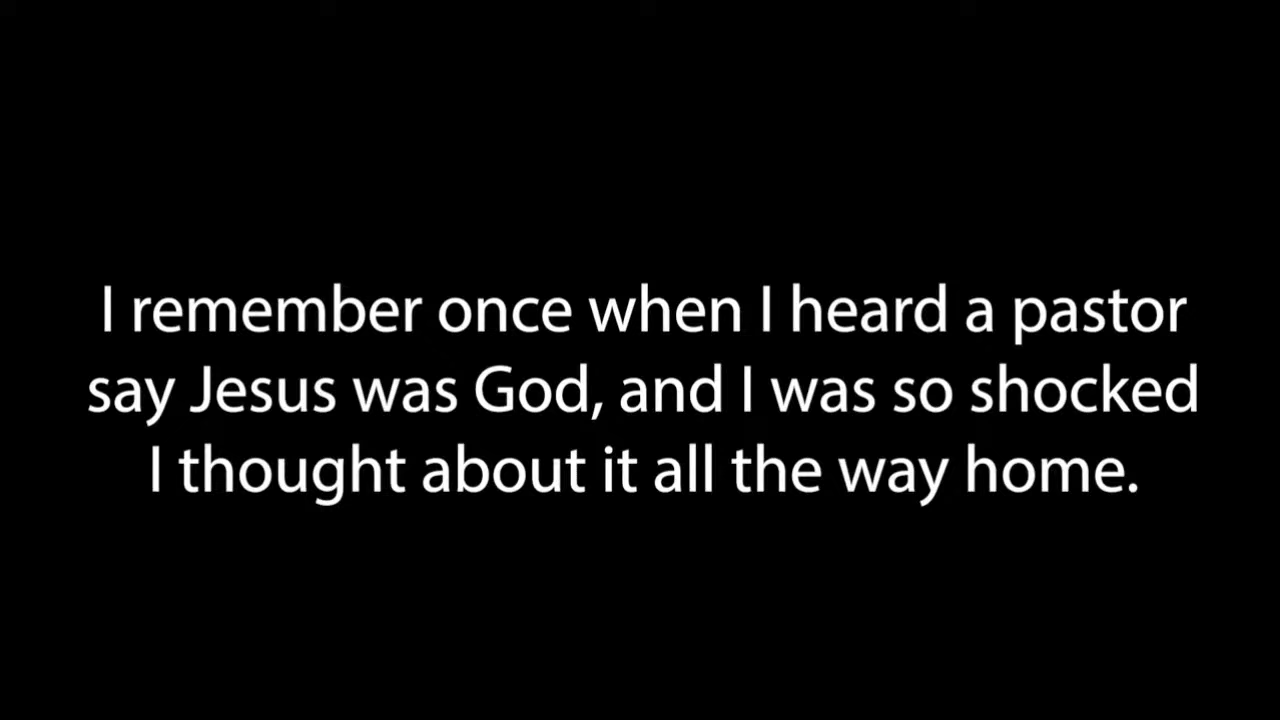 I remember once when I heard a pastor
say Jesus was God, and I was so shocked
I thought about it all the way home.